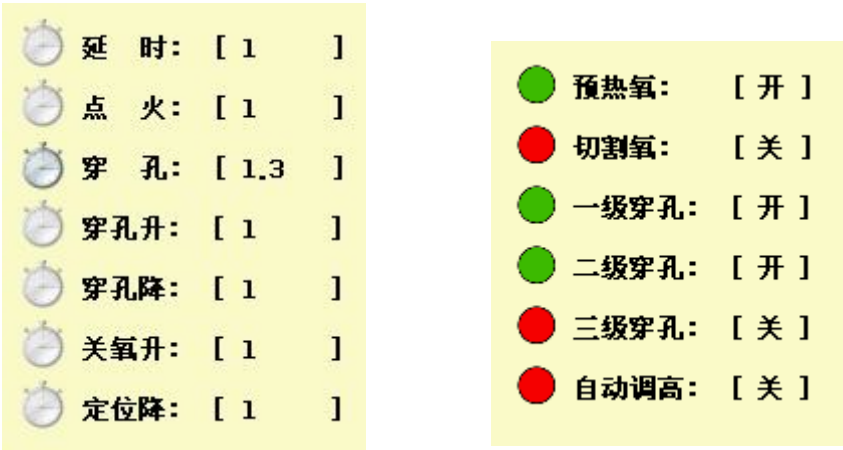 延 时： [ 1 ]
点 火： [ 1 ]
穿 孔： [ 1.3 ]
穿孔升： [ 1 ]
穿孔降： [ 1 ]
关氧升： [ 1 ]
定位降： [ 1 ]
预热氧： [ 开 ]
切割氧： [ 关 ]
一级穿孔： [ 开 ]
二级穿孔： [ 开 ]
三级穿孔： [ 关 ]
自动调高： [ 关 ]